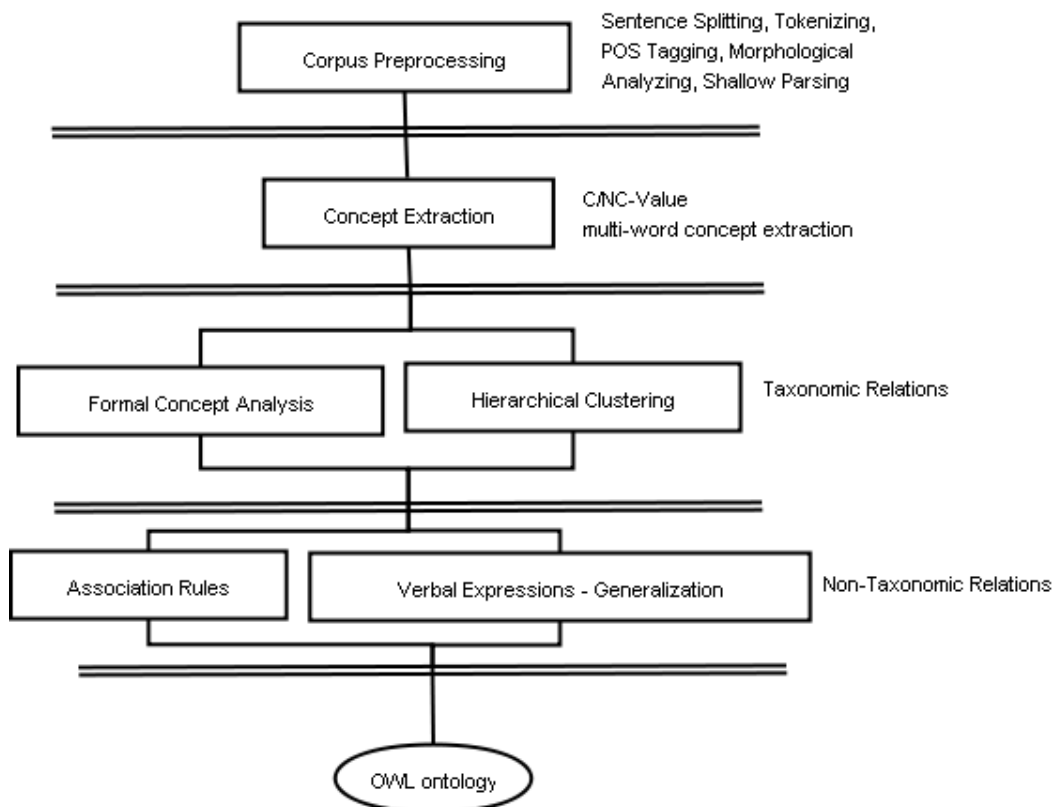 Corpus Preprocessing
Sentence Splitting, Tokenizing,
POS Tagging, Morphological
Analyzing, Shallow Parsing
Concept Extraction
C/NC-Value
multi-word concept extraction
Formal Concept Analysis
Hierarchical Clustering
Taxonomic Relations
Association Rules
Verbal Expressions - Generalization
Non-Taxonomic Relations
OWL ontology